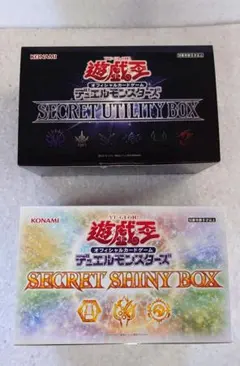 KONAMI
遊戯王
オフィシャルカードゲーム
デュエルモンスターズ
SECRET UTILITY BOX
KONAMI
YU-GI-OH!
遊戯王
オフィシャルカードゲーム
デュエルモンスターズ
SECRET SHINY BOX